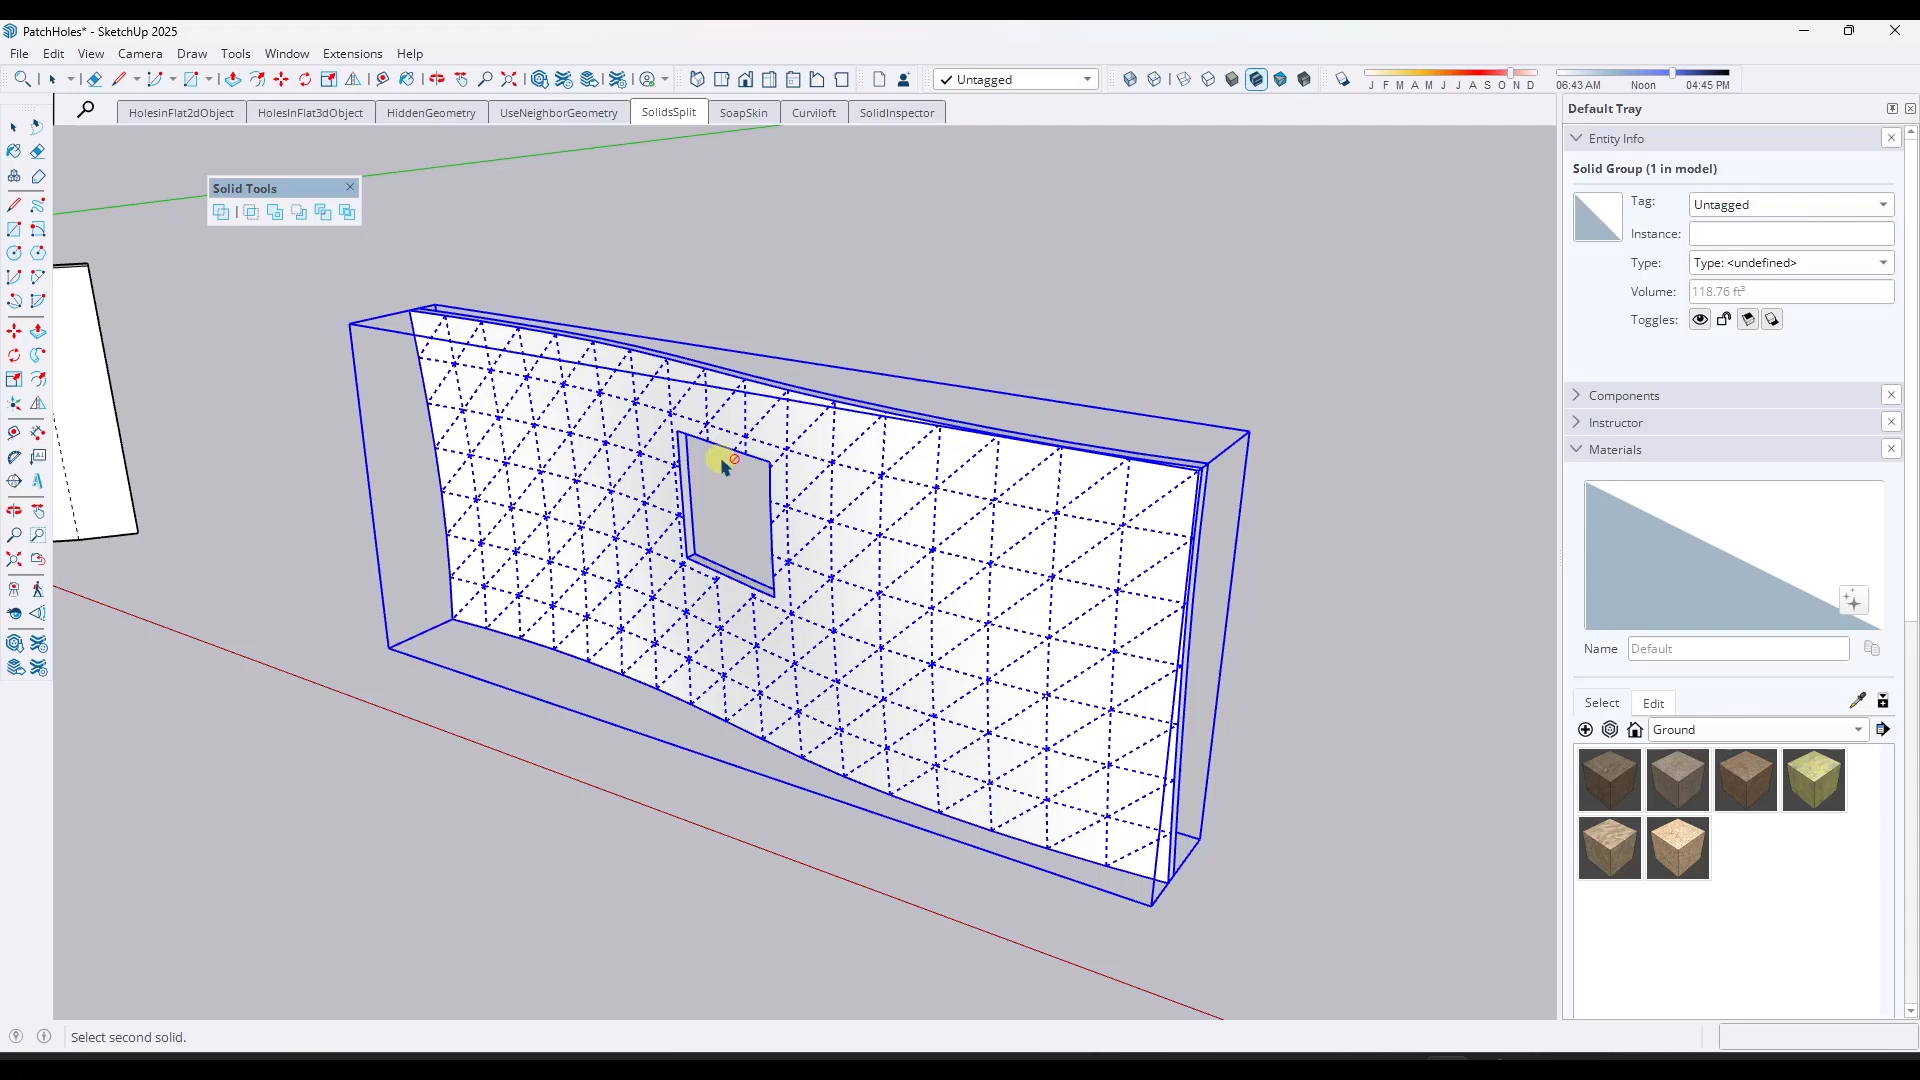 PatchHoles* - SketchUp 2025
File Edit View Camera Draw Tools Window Extensions Help
Untagged
J F M A M J J A S O N D
06:43 AM Noon 04:45 PM
HolesinFlat2dObject HolesInFlat3dObject HiddenGeometry UseNeighborGeometry SolidsSplit SoapSkin Curviloft SolidInspector
Default Tray
Entity Info
Solid Group (1 in model)
Tag: Untagged
Instance:
Type: Type: <undefined>
Volume: 118.76 ft³
Toggles:
Components
Instructor
Materials
Name Default
Select Edit
Ground
Solid Tools
Select second solid.